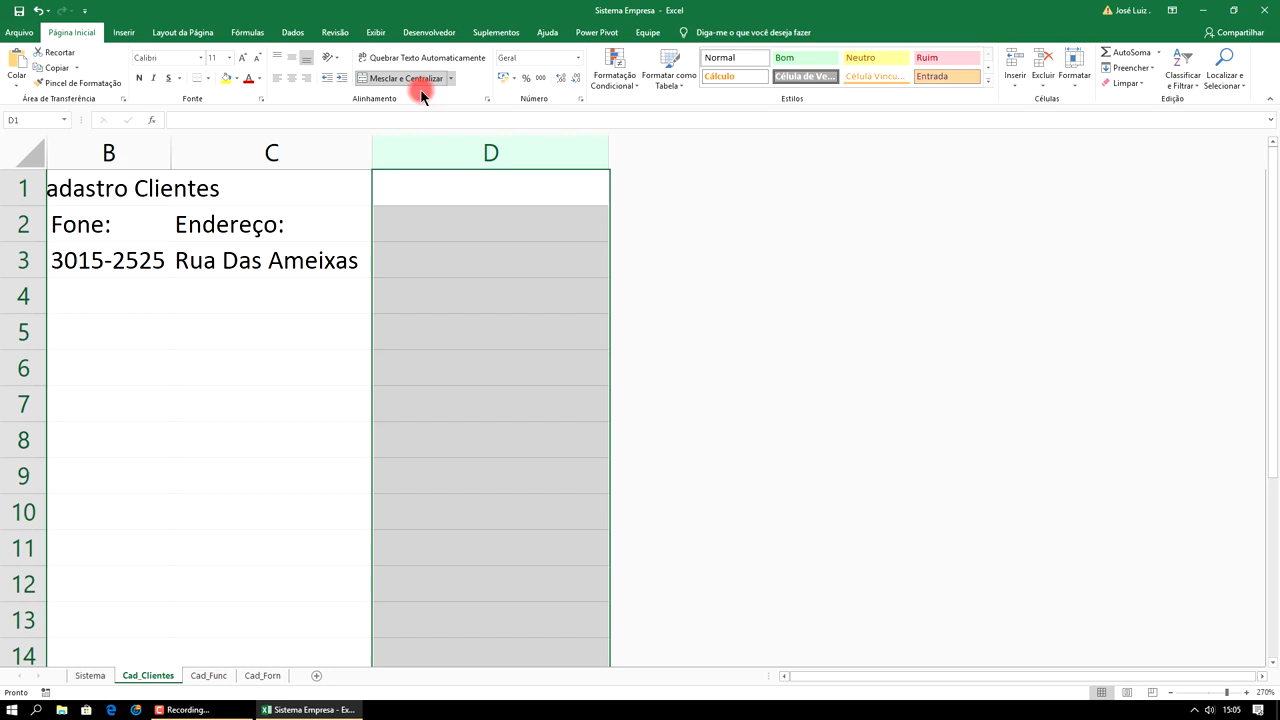 Sistema Empresa - Excel
José Luiz .
Arquivo Página Inicial Inserir Layout da Página Fórmulas Dados Revisão Exibir Desenvolvedor Suplementos Ajuda Power Pivot Equipe Diga-me o que você deseja fazer Compartilhar
Colar
Recortar
Copiar
Pincel de Formatação
Área de Transferência
Calibri 11
N I S
Fonte
Quebrar Texto Automaticamente
Mesclar e Centralizar
Alinhamento
Geral
% 000
Número
Formatação Condicional
Formatar como Tabela
Normal Bom Neutro Ruim
Cálculo Célula de Ve... Célula Vincu... Entrada
Estilos
Inserir Excluir Formatar
Células
AutoSoma
Preencher
Limpar
Classificar e Filtrar
Localizar e Selecionar
Edição
D1
fx
B C D
1 adastro Clientes
2 Fone: Endereço:
3 3015-2525 Rua Das Ameixas
4
5
6
7
8
9
10
11
12
13
14
Sistema Cad_Clientes Cad_Func Cad_Forn
Pronto
270%
Recording...
Sistema Empresa - Ex...
15:05